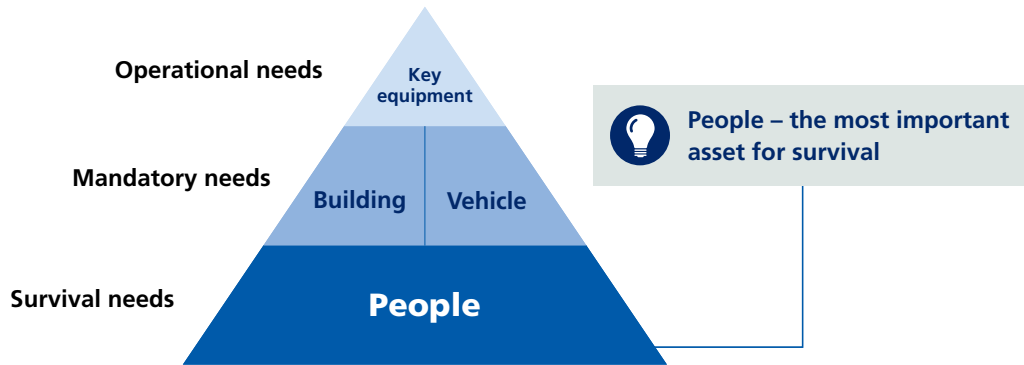 Operational needs
Key
equipment
People – the most important
asset for survival
Mandatory needs
Building
Vehicle
Survival needs
People